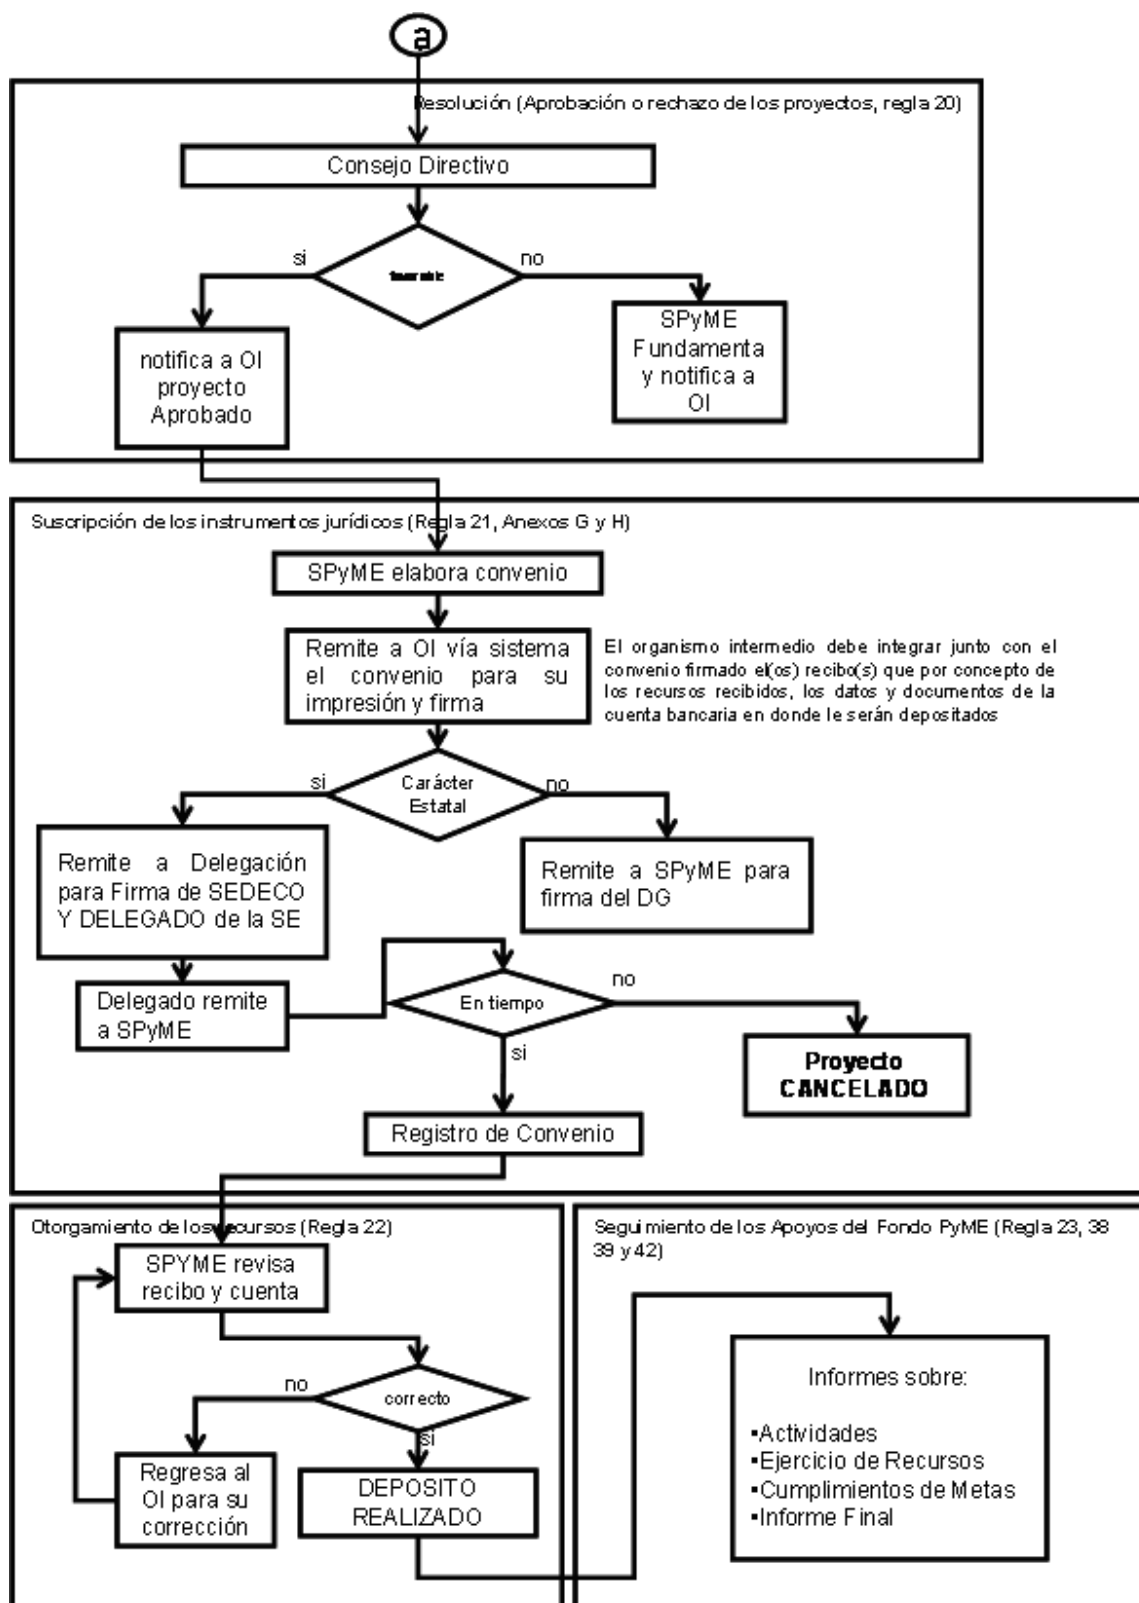 a
Resolución (Aprobación o rechazo de los proyectos, regla 20)
Consejo Directivo
si
no
favorable
notifica a OI
proyecto
Aprobado
SPyME
Fundamenta
y notifica a
OI
Suscripción de los instrumentos jurídicos (Regla 21, Anexos G y H)
SPyME elabora convenio
Remite a OI vía sistema
el convenio para su
impresión y firma
El organismo intermedio debe integrar junto con el
convenio firmado el(os) recibo(s) que por concepto de
los recursos recibidos, los datos y documentos de la
cuenta bancaria en donde le serán depositados
si
Carácter
Estatal
no
Remite a Delegación
para Firma de SEDECO
Y DELEGADO de la SE
Remite a SPyME para
firma del DG
Delegado remite
a SPyME
En tiempo
no
si
Proyecto
CANCELADO
Registro de Convenio
Otorgamiento de los recursos (Regla 22)
SPYME revisa
recibo y cuenta
no
correcto
si
Regresa al
OI para su
corrección
DEPOSITO
REALIZADO
Seguimiento de los Apoyos del Fondo PyME (Regla 23, 38
39 y 42)
Informes sobre:
▪Actividades
▪Ejercicio de Recursos
▪Cumplimientos de Metas
▪Informe Final